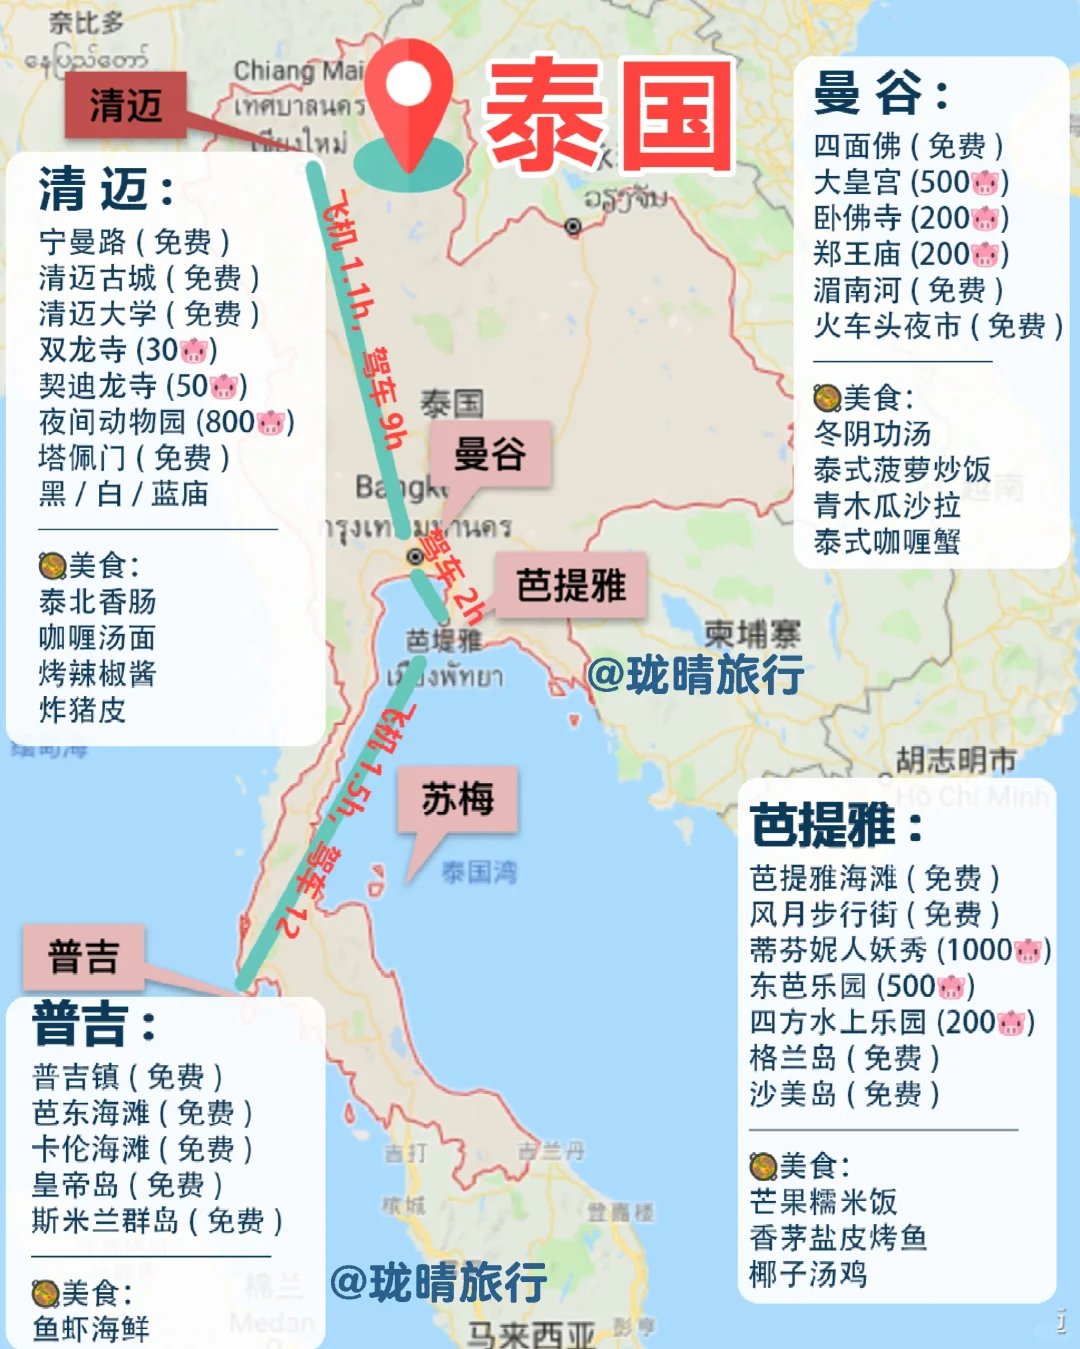 奈比多
နေပြည်တော်
Chiang Mai
เทศบาลนคร
เชียงใหม่
清迈
泰国
ວຽງຈັນ
清 迈：
宁曼路（免费）
清迈古城（免费）
清迈大学（免费）
双龙寺 (30🐷)
契迪龙寺 (50🐷)
夜间动物园 (800🐷)
塔佩门（免费）
黑 / 白 / 蓝庙
🥘美食：
泰北香肠
咖喱汤面
烤辣椒酱
炸猪皮
飞机 1.1h，驾车 9h
曼 谷：
四面佛（免费）
大皇宫 (500🐷)
卧佛寺 (200🐷)
郑王庙 (200🐷)
湄南河（免费）
火车头夜市（免费）
🥘美食：
冬阴功汤
泰式菠萝炒饭
青木瓜沙拉
泰式咖喱蟹
越南
泰国
曼谷
驾车 2h
芭提雅
芭堤雅
เมืองพัทยา
柬埔寨
@珑晴旅行
缅甸海
飞机 1.5h，驾车 12
苏梅
泰国湾
胡志明市
Hồ Chí Minh
普吉
普吉：
普吉镇（免费）
芭东海滩（免费）
卡伦海滩（免费）
皇帝岛（免费）
斯米兰群岛（免费）
🥘美食：
鱼虾海鲜
芭提雅：
芭提雅海滩（免费）
风月步行街（免费）
蒂芬妮人妖秀 (1000🐷)
东芭乐园 (500🐷)
四方水上乐园 (200🐷)
格兰岛（免费）
沙美岛（免费）
🥘美食：
芒果糯米饭
香茅盐皮烤鱼
椰子汤鸡
吉打
吉兰丹
槟城
登嘉楼
@珑晴旅行
棉兰
Medan
马来西亚
彭亨